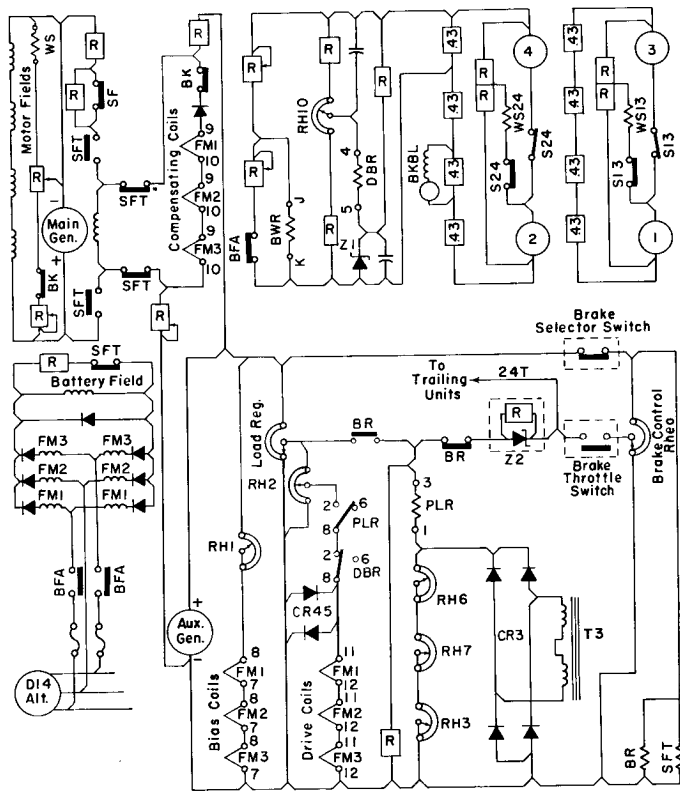 R
WS
Motor Fields
R
SF
R
SFT
R
Main Gen.
-
+
BK
R
SFT
SFT
SFT
R
BK
Compensating Coils
9
FM1
10
9
FM2
10
9
FM3
10
R
R
R
BFA
BWR
J
K
R
RH10
R
4
DBR
5
Z1
R
BKBL
.43
.43
.43
.43
R
R
WS24
S24
4
S24
2
.43
.43
.43
.43
R
R
WS13
S13
3
S13
1
R
SFT
Battery Field
FM3
FM3
FM2
FM2
FM1
FM1
BFA
BFA
D14
Alt.
+
Aux.
Gen.
-
RH1
Bias Coils
8
FM1
7
8
FM2
7
8
FM3
7
Load Reg.
RH2
BR
2
6
PLR
8
2
6
DBR
8
CR45
Drive Coils
11
FM1
12
11
FM2
12
11
FM3
12
R
To
Trailing
Units
24T
BR
R
Z2
3
PLR
1
RH6
RH7
RH3
CR3
T3
Brake
Selector Switch
Brake
Throttle
Switch
Brake Control
Rheo
BR
SFT